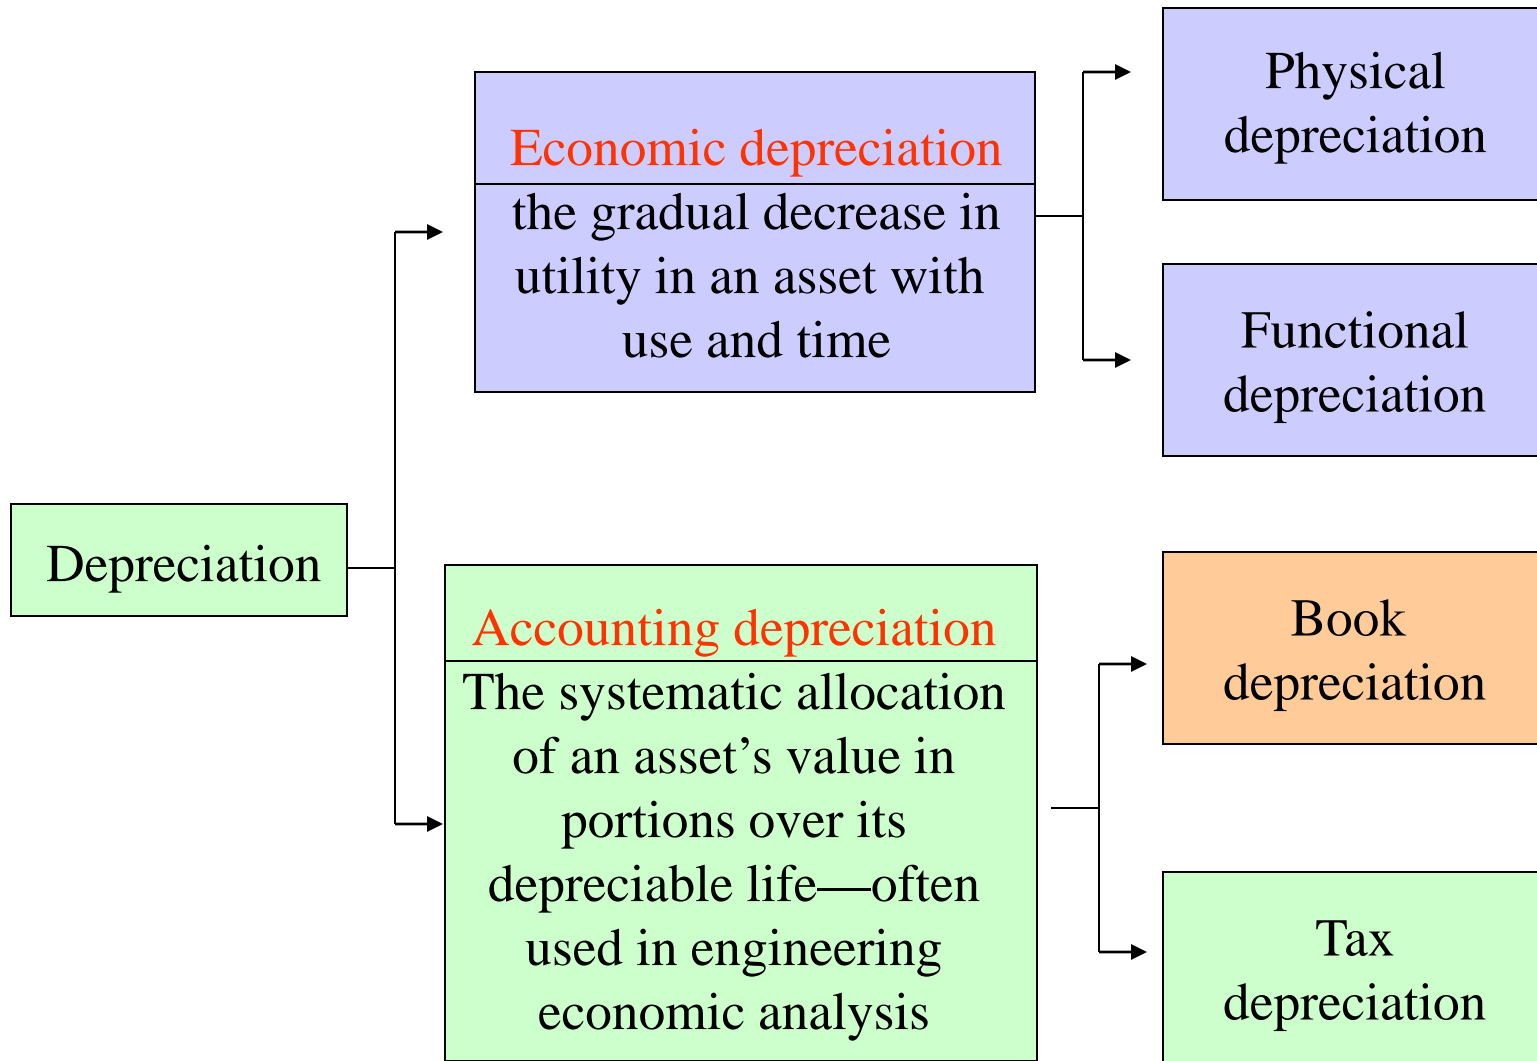 Depreciation
Economic depreciation
the gradual decrease in
utility in an asset with
use and time
Physical
depreciation
Functional
depreciation
Accounting depreciation
The systematic allocation
of an asset’s value in
portions over its
depreciable life—often
used in engineering
economic analysis
Book
depreciation
Tax
depreciation